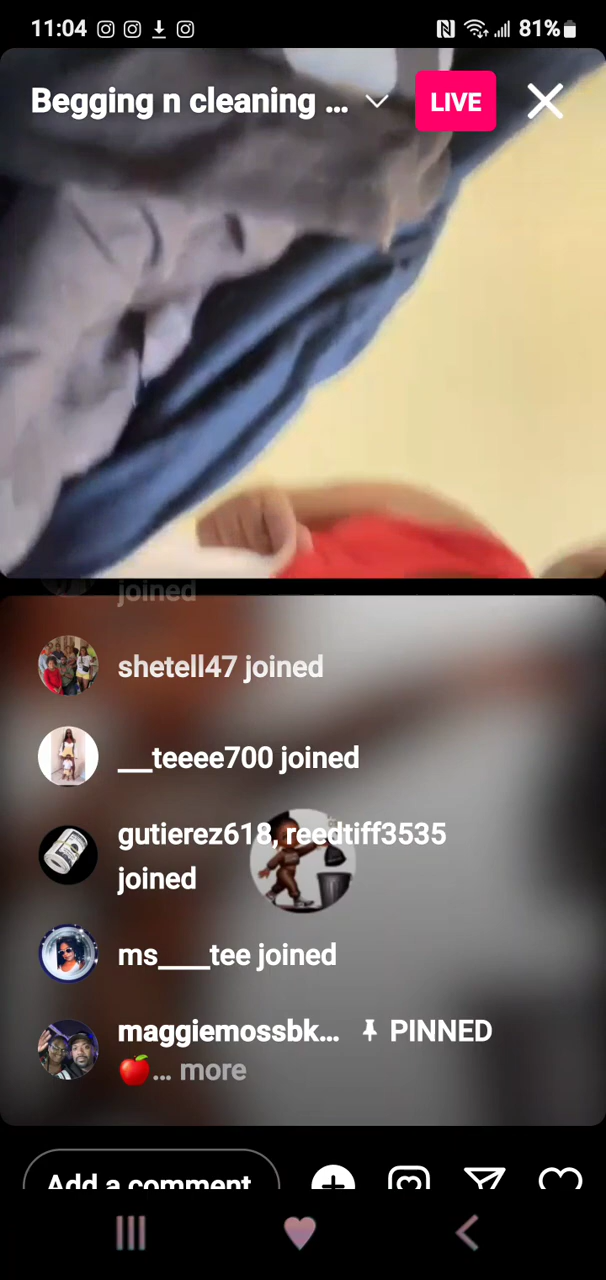 11:04
81%
Begging n cleaning ...
LIVE
joined
shetell47 joined
___teeee700 joined
gutierez618, reedtiff3535
joined
ms____tee joined
maggiemossbk... PINNED
🍎... more
Add a comment